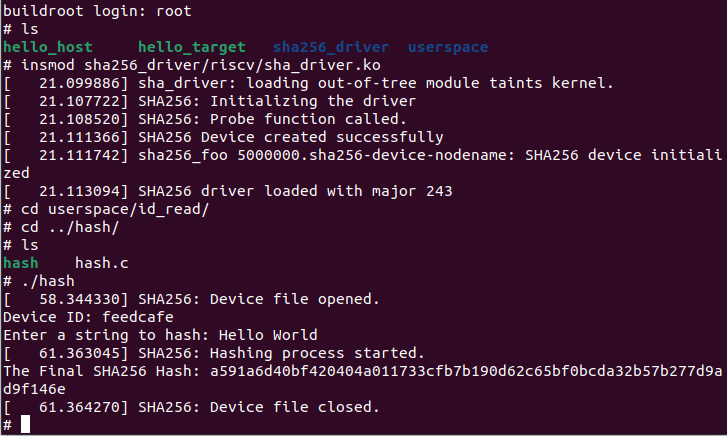 buildroot login: root
# ls
hello_host     hello_target   sha256_driver  userspace
# insmod sha256_driver/riscv/sha_driver.ko
[   21.099886] sha_driver: loading out-of-tree module taints kernel.
[   21.107722] SHA256: Initializing the driver
[   21.108520] SHA256: Probe function called.
[   21.111366] SHA256 Device created successfully
[   21.111742] sha256_foo 5000000.sha256-device-nodename: SHA256 device initiali
zed
[   21.113094] SHA256 driver loaded with major 243
# cd userspace/id_read/
# cd ../hash/
# ls
hash    hash.c
# ./hash
[   58.344330] SHA256: Device file opened.
Device ID: feedcafe
Enter a string to hash: Hello World
[   61.363045] SHA256: Hashing process started.
The Final SHA256 Hash: a591a6d40bf420404a011733cfb7b190d62c65bf0bcda32b57b277d9a
d9f146e
[   61.364270] SHA256: Device file closed.
#